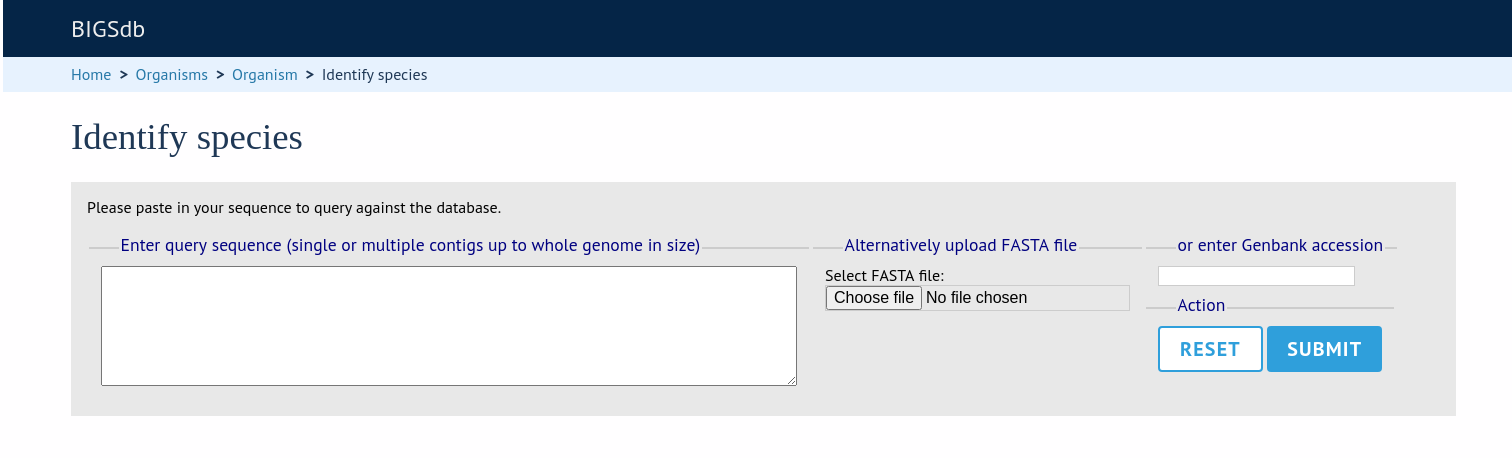 BIGSdb
Home > Organisms > Organism > Identify species
Identify species
Please paste in your sequence to query against the database.
Enter query sequence (single or multiple contigs up to whole genome in size)
Alternatively upload FASTA file
or enter Genbank accession
Select FASTA file:
Choose file No file chosen
Action
RESET SUBMIT